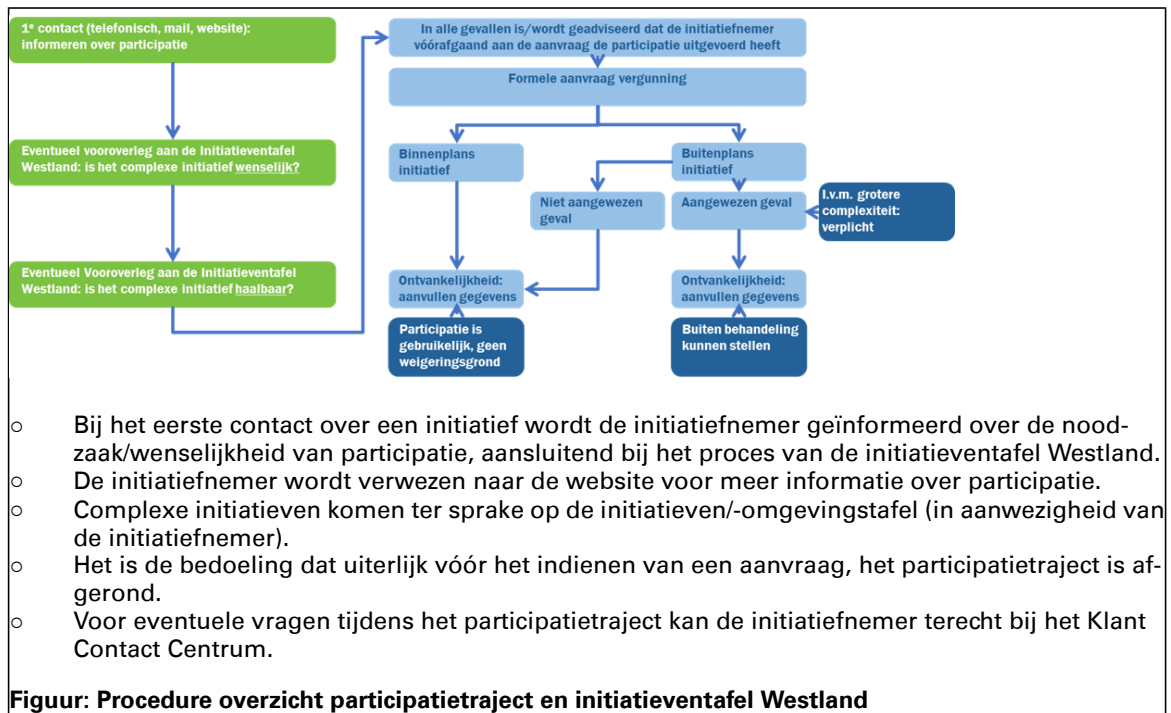 1e contact (telefonisch, mail, website):
informeren over participatie
Eventueel vooroverleg aan de Initiatieventafel
Westland: is het complexe initiatief wenselijk?
Eventueel Vooroverleg aan de Initiatieventafel
Westland: is het complexe initiatief haalbaar?
In alle gevallen is/wordt geadviseerd dat de initiatiefnemer
vóórafgaand aan de aanvraag de participatie uitgevoerd heeft
Formele aanvraag vergunning
Binnenplans
initiatief
Buitenplans
initiatief
Niet aangewezen
geval
Aangewezen geval
I.v.m. grotere
complexiteit:
verplicht
Ontvankelijkheid:
aanvullen gegevens
Ontvankelijkheid:
aanvullen gegevens
Participatie is
gebruikelijk, geen
weigeringsgrond
Buiten behandeling
kunnen stellen
○ Bij het eerste contact over een initiatief wordt de initiatiefnemer geïnformeerd over de nood-
zaak/wenselijkheid van participatie, aansluitend bij het proces van de initiatieventafel Westland.
○ De initiatiefnemer wordt verwezen naar de website voor meer informatie over participatie.
○ Complexe initiatieven komen ter sprake op de initiatieven/-omgevingstafel (in aanwezigheid van
de initiatiefnemer).
○ Het is de bedoeling dat uiterlijk vóór het indienen van een aanvraag, het participatietraject is af-
gerond.
○ Voor eventuele vragen tijdens het participatietraject kan de initiatiefnemer terecht bij het Klant
Contact Centrum.
Figuur: Procedure overzicht participatietraject en initiatieventafel Westland